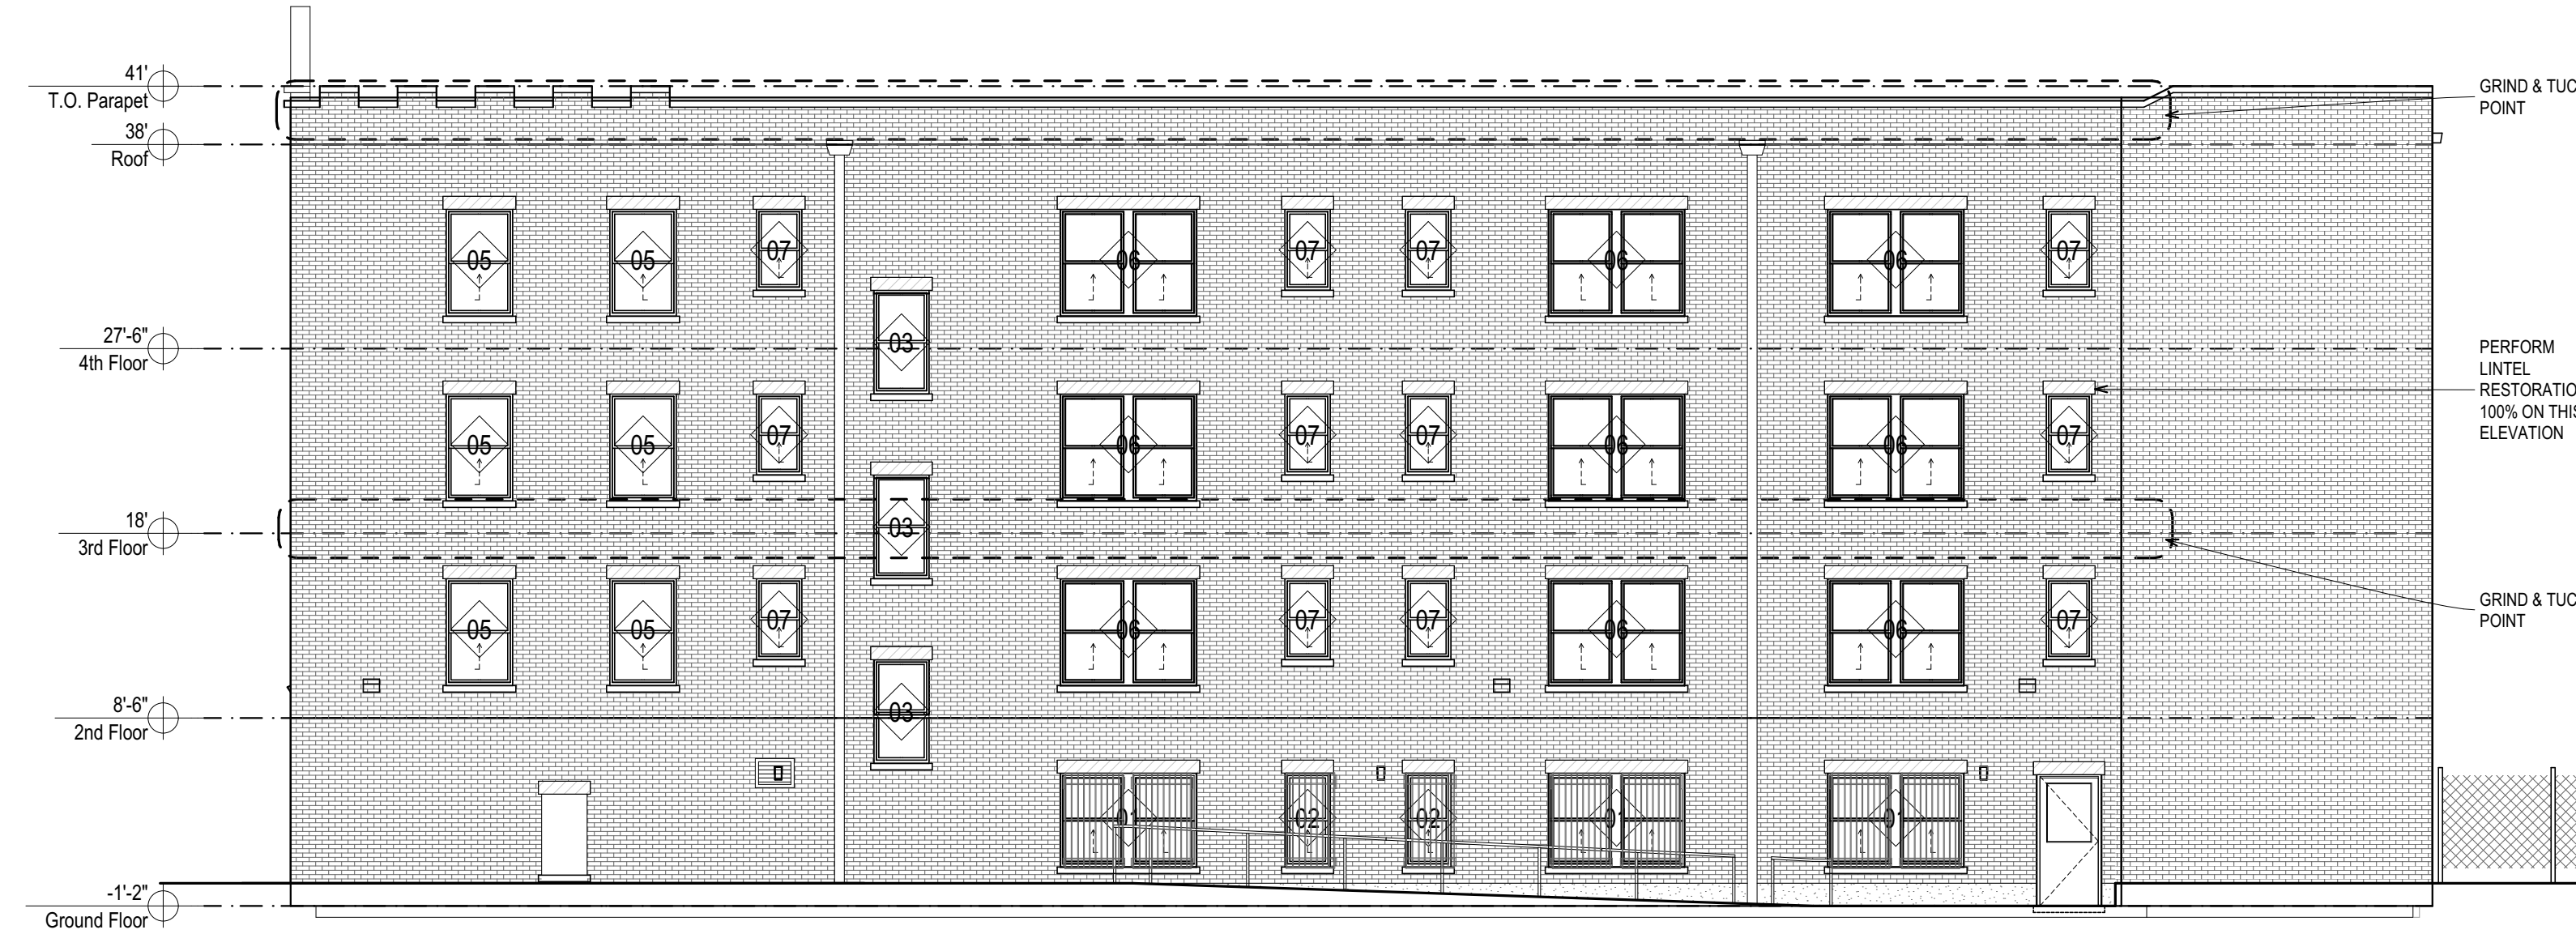 41'
T.O. Parapet
GRIND & TUC
POINT
38'
Roof
05 05 07 06 07 07 06 06 07
03
27'-6"
4th Floor
PERFORM
LINTEL
RESTORATIO
100% ON THIS
ELEVATION
05 05 07 06 07 07 06 06 07
03
18'
3rd Floor
GRIND & TUC
POINT
05 05 07 06 07 07 06 06 07
03
8'-6"
2nd Floor
01 02 02 01 01
-1'-2"
Ground Floor